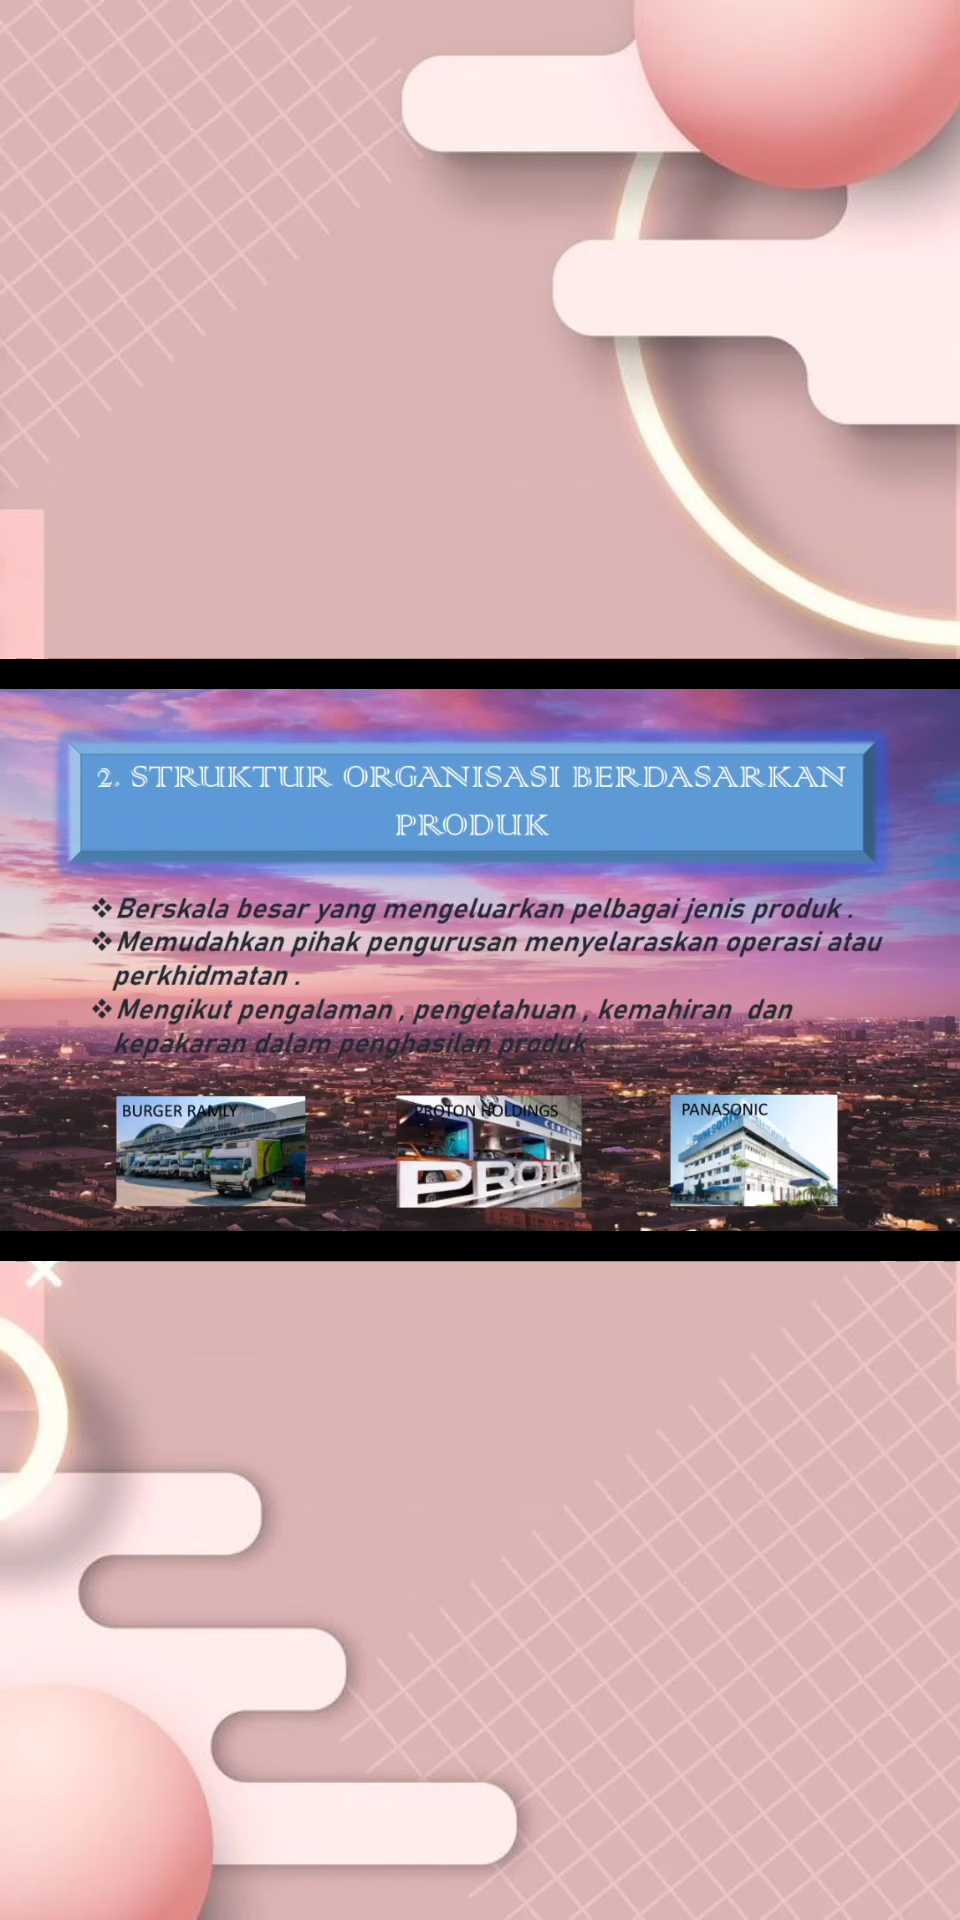 2. STRUKTUR ORGANISASI BERDASARKAN
PRODUK
❖Berskala besar yang mengeluarkan pelbagai jenis produk .
❖Memudahkan pihak pengurusan menyelaraskan operasi atau
perkhidmatan .
❖Mengikut pengalaman , pengetahuan , kemahiran  dan
kepakaran dalam penghasilan produk
BURGER RAMLY
PROTON HOLDINGS
PANASONIC
PROTON